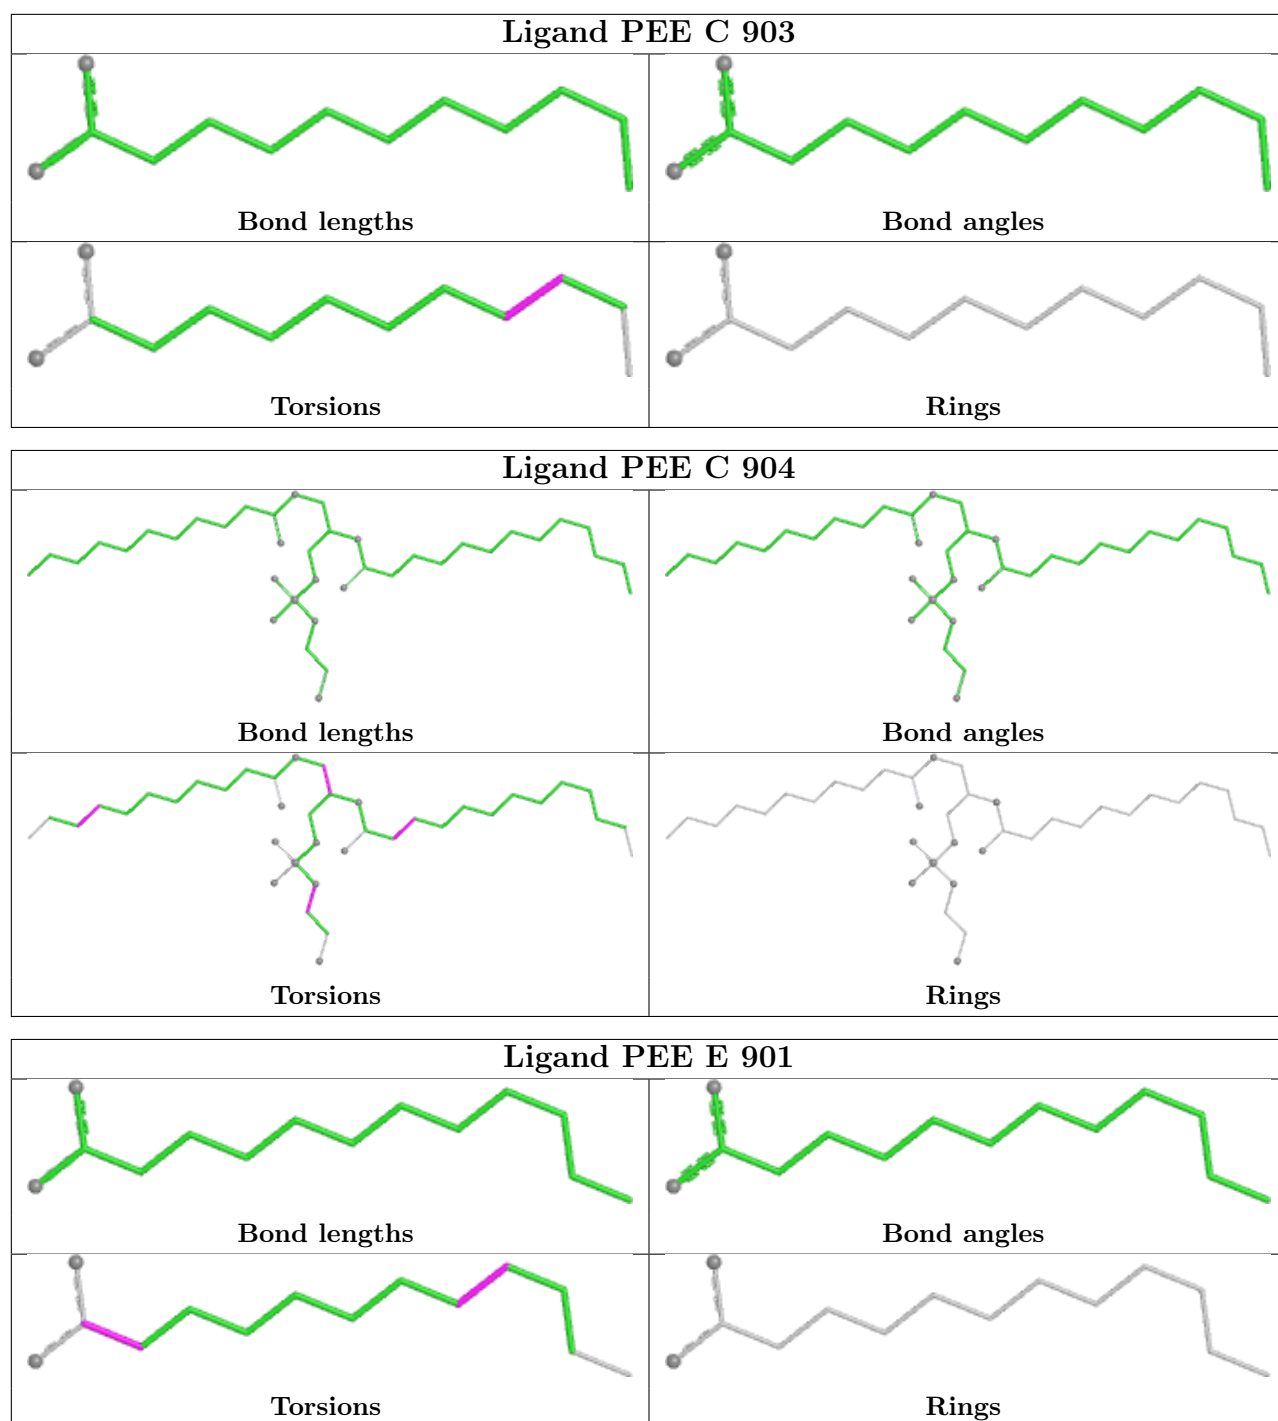 Ligand PEE C 903
Bond lengths
Bond angles
Torsions
Rings
Ligand PEE C 904
Bond lengths
Bond angles
Torsions
Rings
Ligand PEE E 901
Bond lengths
Bond angles
Torsions
Rings